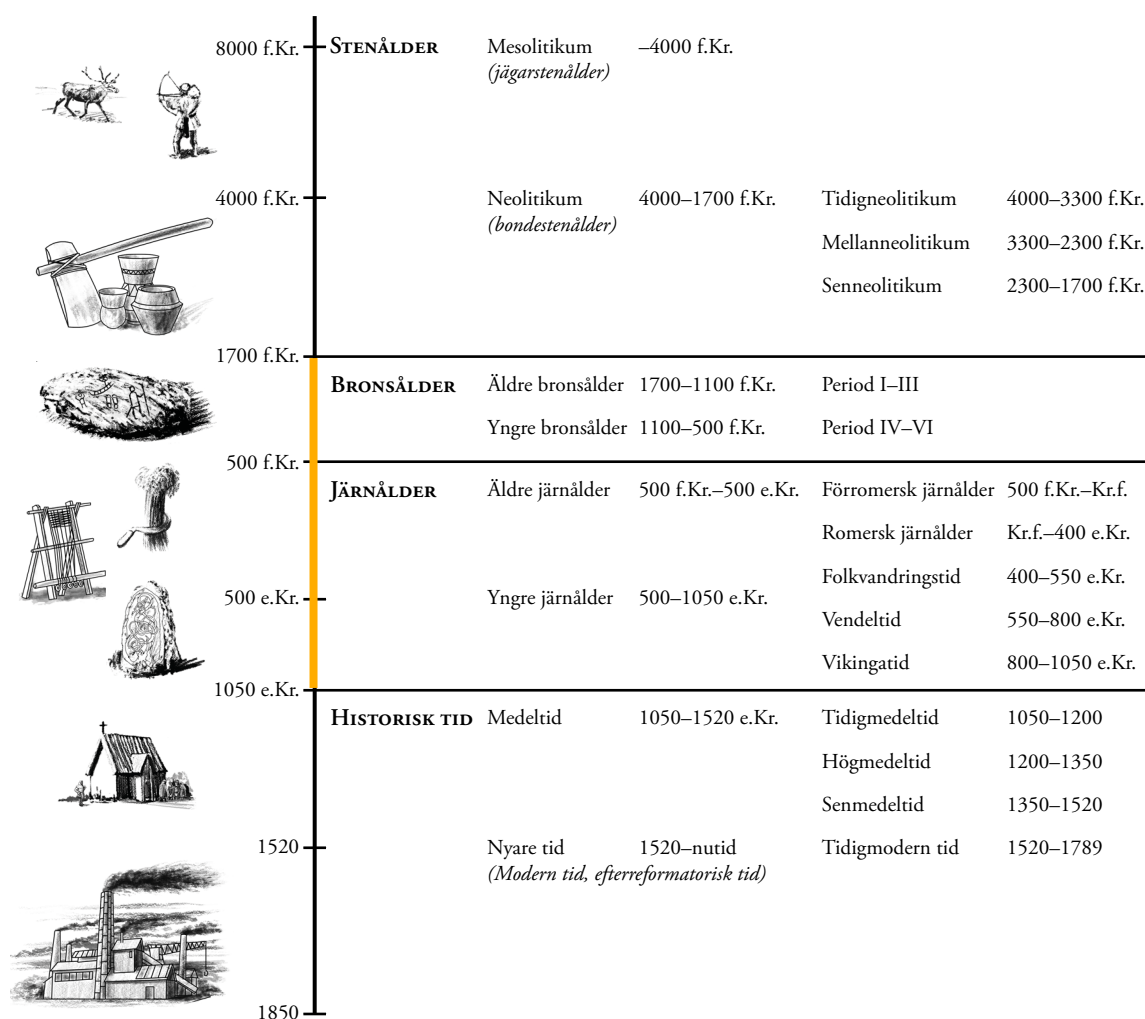 8000 f.Kr. STENÅLDER Mesolitikum –4000 f.Kr.
(jägarstenålder)
4000 f.Kr. Neolitikum 4000–1700 f.Kr. Tidigneolitikum 4000–3300 f.Kr.
(bondestenålder)
Mellanneolitikum 3300–2300 f.Kr.
Senneolitikum 2300–1700 f.Kr.
1700 f.Kr.
BRONSÅLDER Äldre bronsålder 1700–1100 f.Kr. Period I–III
Yngre bronsålder 1100–500 f.Kr. Period IV–VI
500 f.Kr.
JÄRNÅLDER Äldre järnålder 500 f.Kr.–500 e.Kr. Förromersk järnålder 500 f.Kr.–Kr.f.
Romersk järnålder Kr.f.–400 e.Kr.
Folkvandringstid 400–550 e.Kr.
500 e.Kr. Yngre järnålder 500–1050 e.Kr.
Vendeltid 550–800 e.Kr.
Vikingatid 800–1050 e.Kr.
1050 e.Kr.
HISTORISK TID Medeltid 1050–1520 e.Kr. Tidigmedeltid 1050–1200
Högmedeltid 1200–1350
Senmedeltid 1350–1520
1520 Nyare tid 1520–nutid Tidigmodern tid 1520–1789
(Modern tid, efterreformatorisk tid)
1850